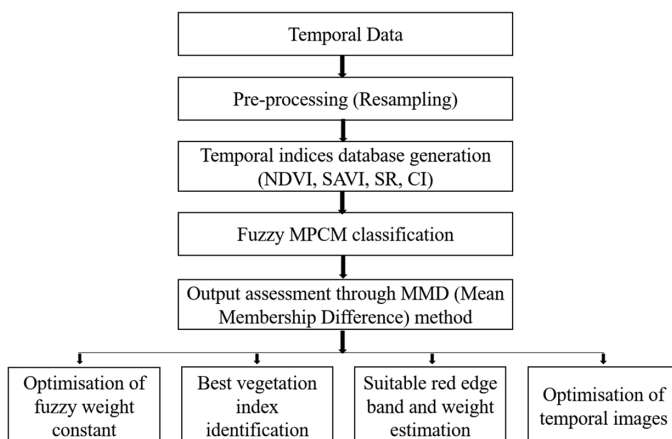 Temporal Data
Pre-processing (Resampling)
Temporal indices database generation
(NDVI, SAVI, SR, CI)
Fuzzy MPCM classification
Output assessment through MMD (Mean
Membership Difference) method
Optimisation of
fuzzy weight
constant
Best vegetation
index
identification
Suitable red edge
band and weight
estimation
Optimisation of
temporal images